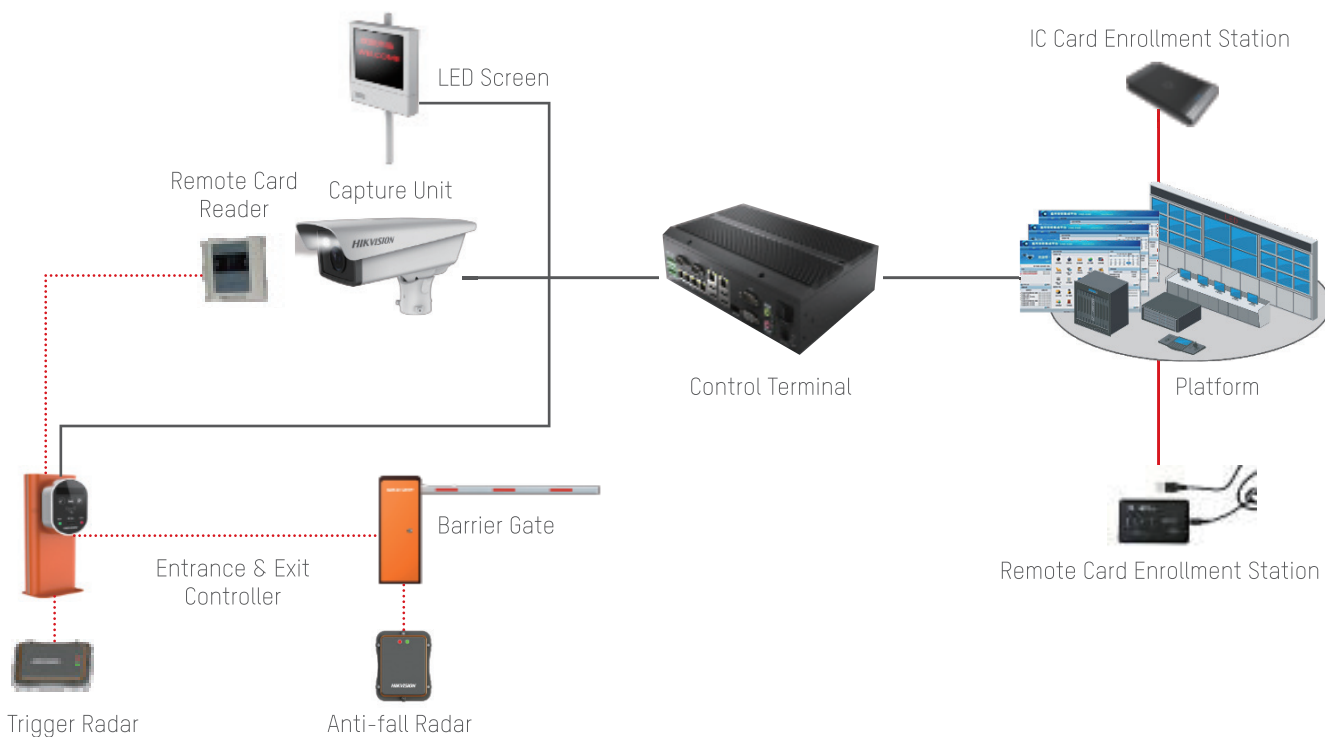 IC Card Enrollment Station
LED Screen
Remote Card
Reader
Capture Unit
HIKVISION
Control Terminal
Platform
Barrier Gate
Entrance & Exit
Controller
Remote Card Enrollment Station
HIKVISION
Trigger Radar
Anti-fall Radar